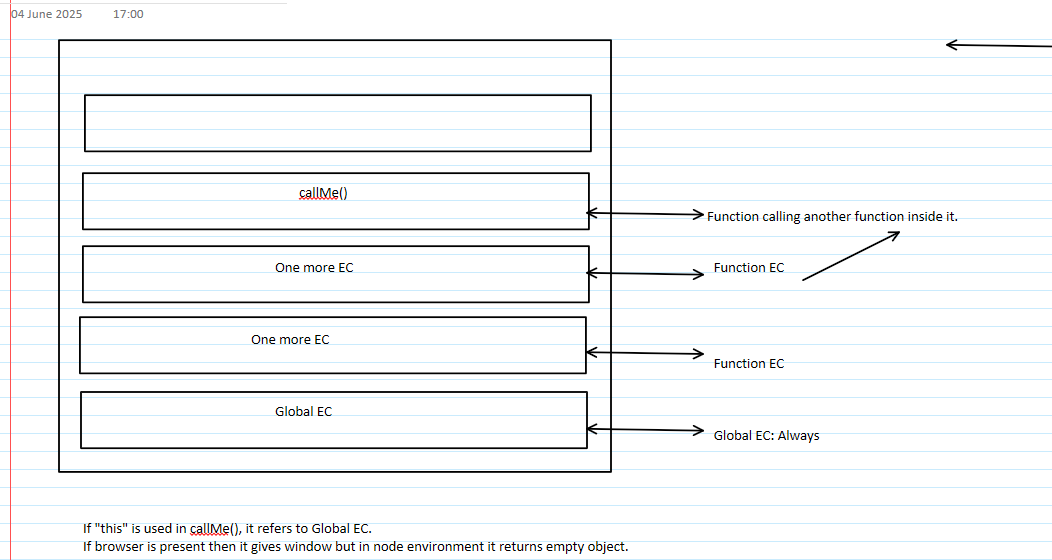 04 June 2025 17:00
callMe()
Function calling another function inside it.
One more EC
Function EC
One more EC
Function EC
Global EC
Global EC: Always
If "this" is used in callMe(), it refers to Global EC.
If browser is present then it gives window but in node environment it returns empty object.